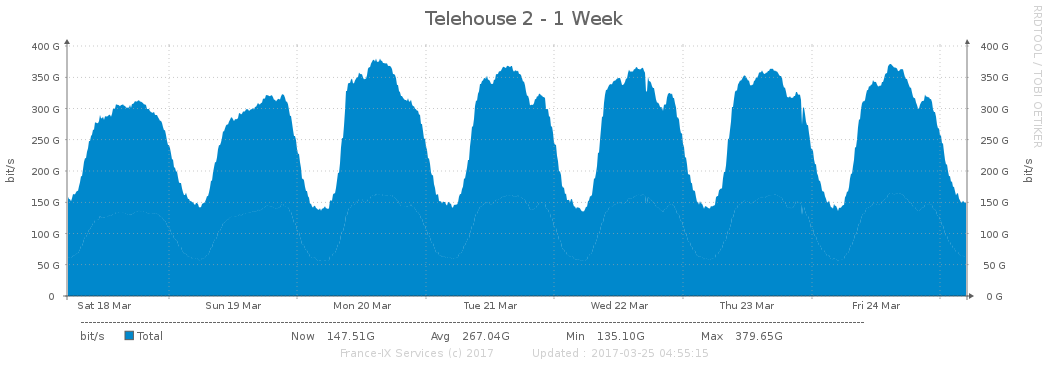 Telehouse 2 - 1 Week
RRDTOOL / TOBI OETIKER
400 G 400 G
350 G 350 G
300 G 300 G
250 G 250 G
200 G 200 G
150 G 150 G
100 G 100 G
50 G 50 G
0 0 G
bit/s
bit/s
Sat 18 Mar Sun 19 Mar Mon 20 Mar Tue 21 Mar Wed 22 Mar Thu 23 Mar Fri 24 Mar
bit/s Total Now 147.51G Avg 267.04G Min 135.10G Max 379.65G
France-IX Services (c) 2017 Updated : 2017-03-25 04:55:15